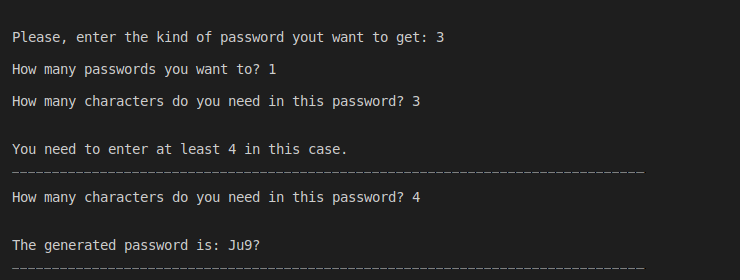 Please, enter the kind of password yout want to get: 3
How many passwords you want to? 1
How many characters do you need in this password? 3
You need to enter at least 4 in this case.
_______________________________________________________________________________
How many characters do you need in this password? 4
The generated password is: Ju9?
_______________________________________________________________________________